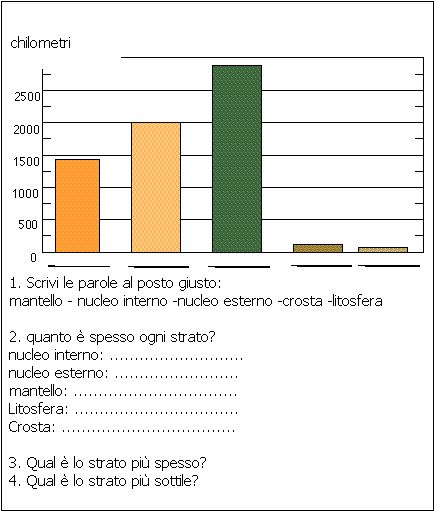 chilometri
2500
2000
1500
1000
500
0
1. Scrivi le parole al posto giusto:
mantello - nucleo interno -nucleo esterno -crosta -litosfera
2. quanto è spesso ogni strato?
nucleo interno: ...........................
nucleo esterno: .........................
mantello: .................................
Litosfera: .................................
Crosta: ...................................
3. Qual è lo strato più spesso?
4. Qual è lo strato più sottile?